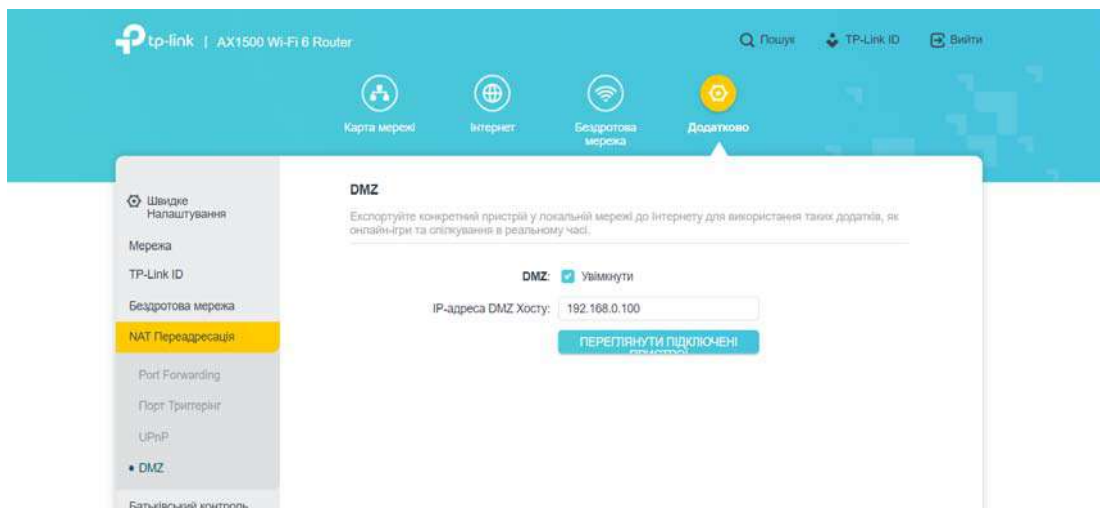 tp-link | AX1500 Wi-Fi 6 Router
Пошук TP-Link ID Вийти
Карта мережі Інтернет Бездротова мережа Додатково
Швидке
Налаштування
Мережа
TP-Link ID
Бездротова мережа
NAT Переадресація
Port Forwarding
Порт Триггерінг
UPnP
DMZ
Батьківський контроль
DMZ
Експортуйте конкретний пристрій у локальній мережі до Інтернету для використання таких додатків, як
онлайн-ігри та спілкування в реальному часі.
DMZ: Увімкнути
IP-адреса DMZ Хосту: 192.168.0.100
ПЕРЕГЛЯНУТИ ПІДКЛЮЧЕНІ
ПРИСТРОЇ